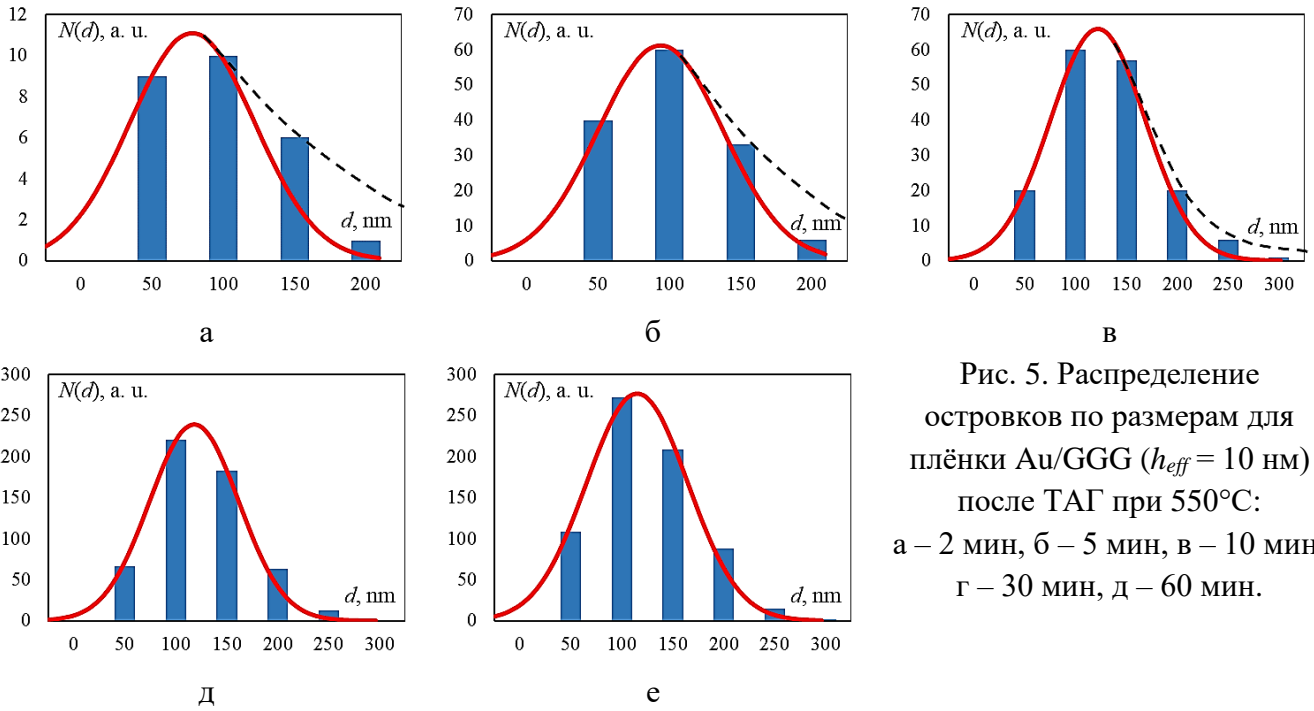 12
10
8
6
4
2
0
N(d), a. u.
d, nm
0 50 100 150 200
а
70
60
50
40
30
20
10
0
N(d), a. u.
d, nm
0 50 100 150 200
б
70
60
50
40
30
20
10
0
N(d), a. u.
d, nm
0 50 100 150 200 250 300
в
300
250
200
150
100
50
0
N(d), a. u.
d, nm
0 50 100 150 200 250 300
д
300
250
200
150
100
50
0
N(d), a. u.
d, nm
0 50 100 150 200 250 300
е
Рис. 5. Распределение
островков по размерам для
плёнки Au/GGG (heff = 10 нм)
после ТАГ при 550°C:
а – 2 мин, б – 5 мин, в – 10 мин
г – 30 мин, д – 60 мин.